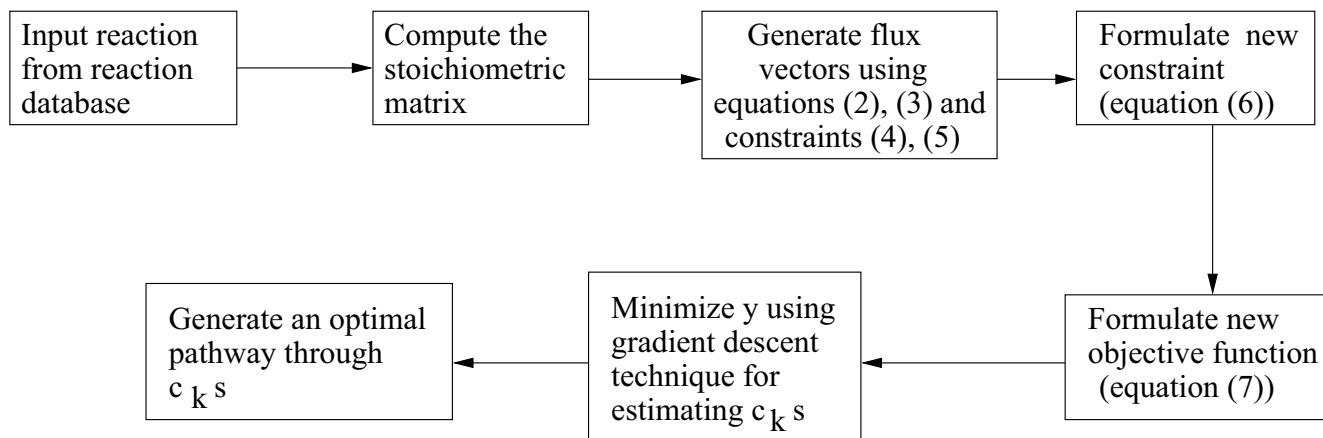 Input reaction
from reaction
database
Compute the
stoichiometric
matrix
Generate flux
vectors using
equations (2), (3) and
constraints (4), (5)
Formulate new
constraint
(equation (6))
Formulate new
objective function
(equation (7))
Minimize y using
gradient descent
technique for
estimating c k s
Generate an optimal
pathway through
c k s